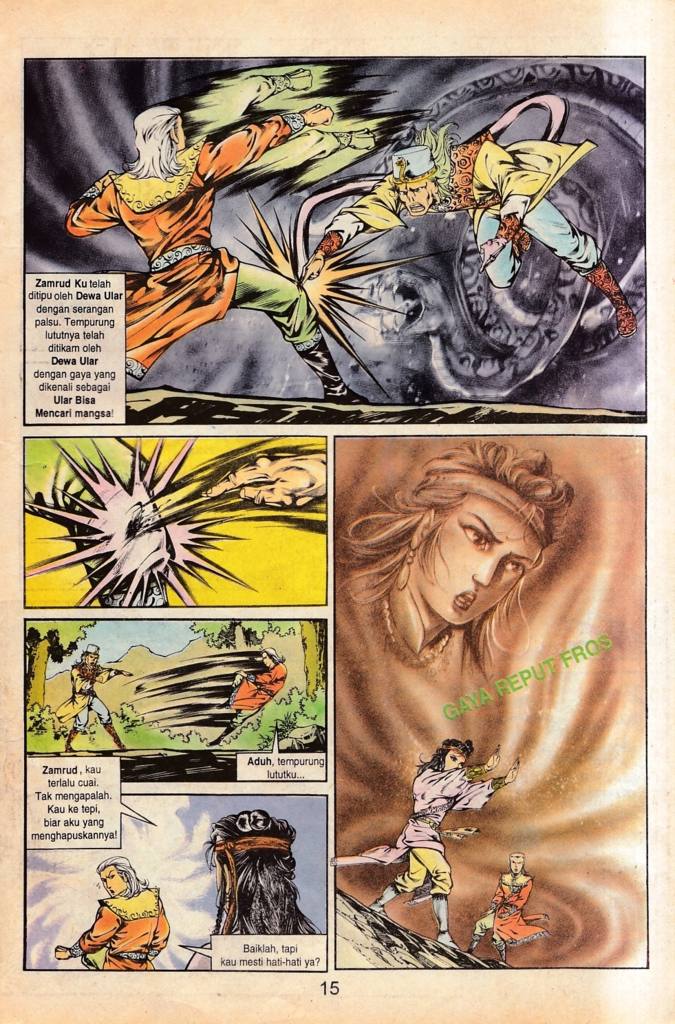 Zamrud Ku telah
ditipu oleh Dewa Ular
dengan serangan
palsu. Tempurung
lututnya telah
ditikam oleh
Dewa Ular
dengan gaya yang
dikenali sebagai
Ular Bisa
Mencari mangsa!
Aduh, tempurung
lututku...
Zamrud, kau
terlalu cuai.
Tak mengapalah.
Kau ke tepi,
biar aku yang
menghapuskannya!
Baiklah, tapi
kau mesti hati-hati ya?
GAYA REPUT FROS
15